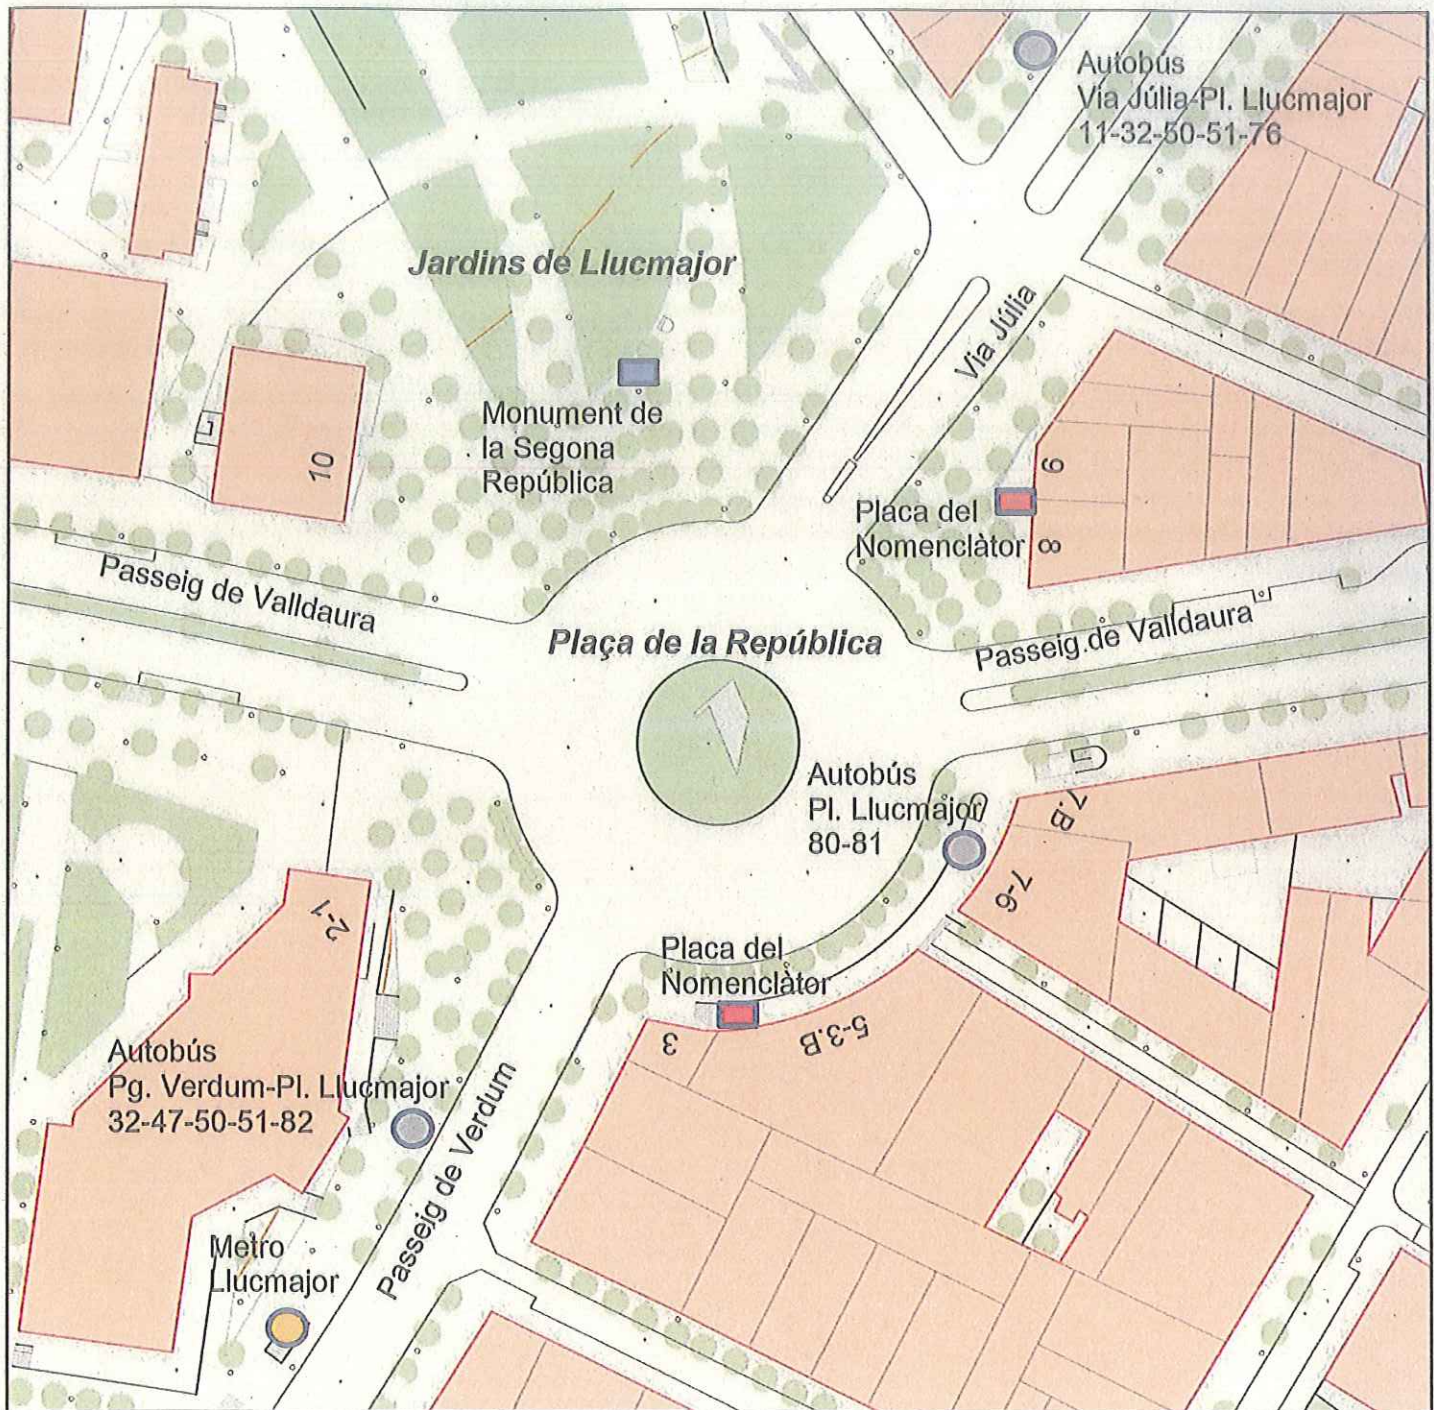 Autobús
Via Júlia-Pl. Llucmajor
11-32-50-51-76
Jardins de Llucmajor
Via Júlia
Monument de
la Segona
República
10
9
Placa del
Nomenclàtor
8
Passeig de Valldaura
Passeig de Valldaura
Plaça de la República
Autobús
Pl. Llucmajor
80-81
7.B
7-6
2-1
Placa del
Nomenclàtor
3
5-3.B
Autobús
Pg. Verdum-Pl. Llucmajor
32-47-50-51-82
Passeig de Verdum
Metro
Llucmajor